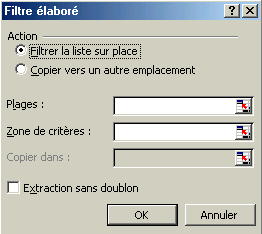 Filtre élaboré
Action
Filtrer la liste sur place
Copier vers un autre emplacement
Plages :
Zone de critères :
Copier dans :
Extraction sans doublon
OK Annuler